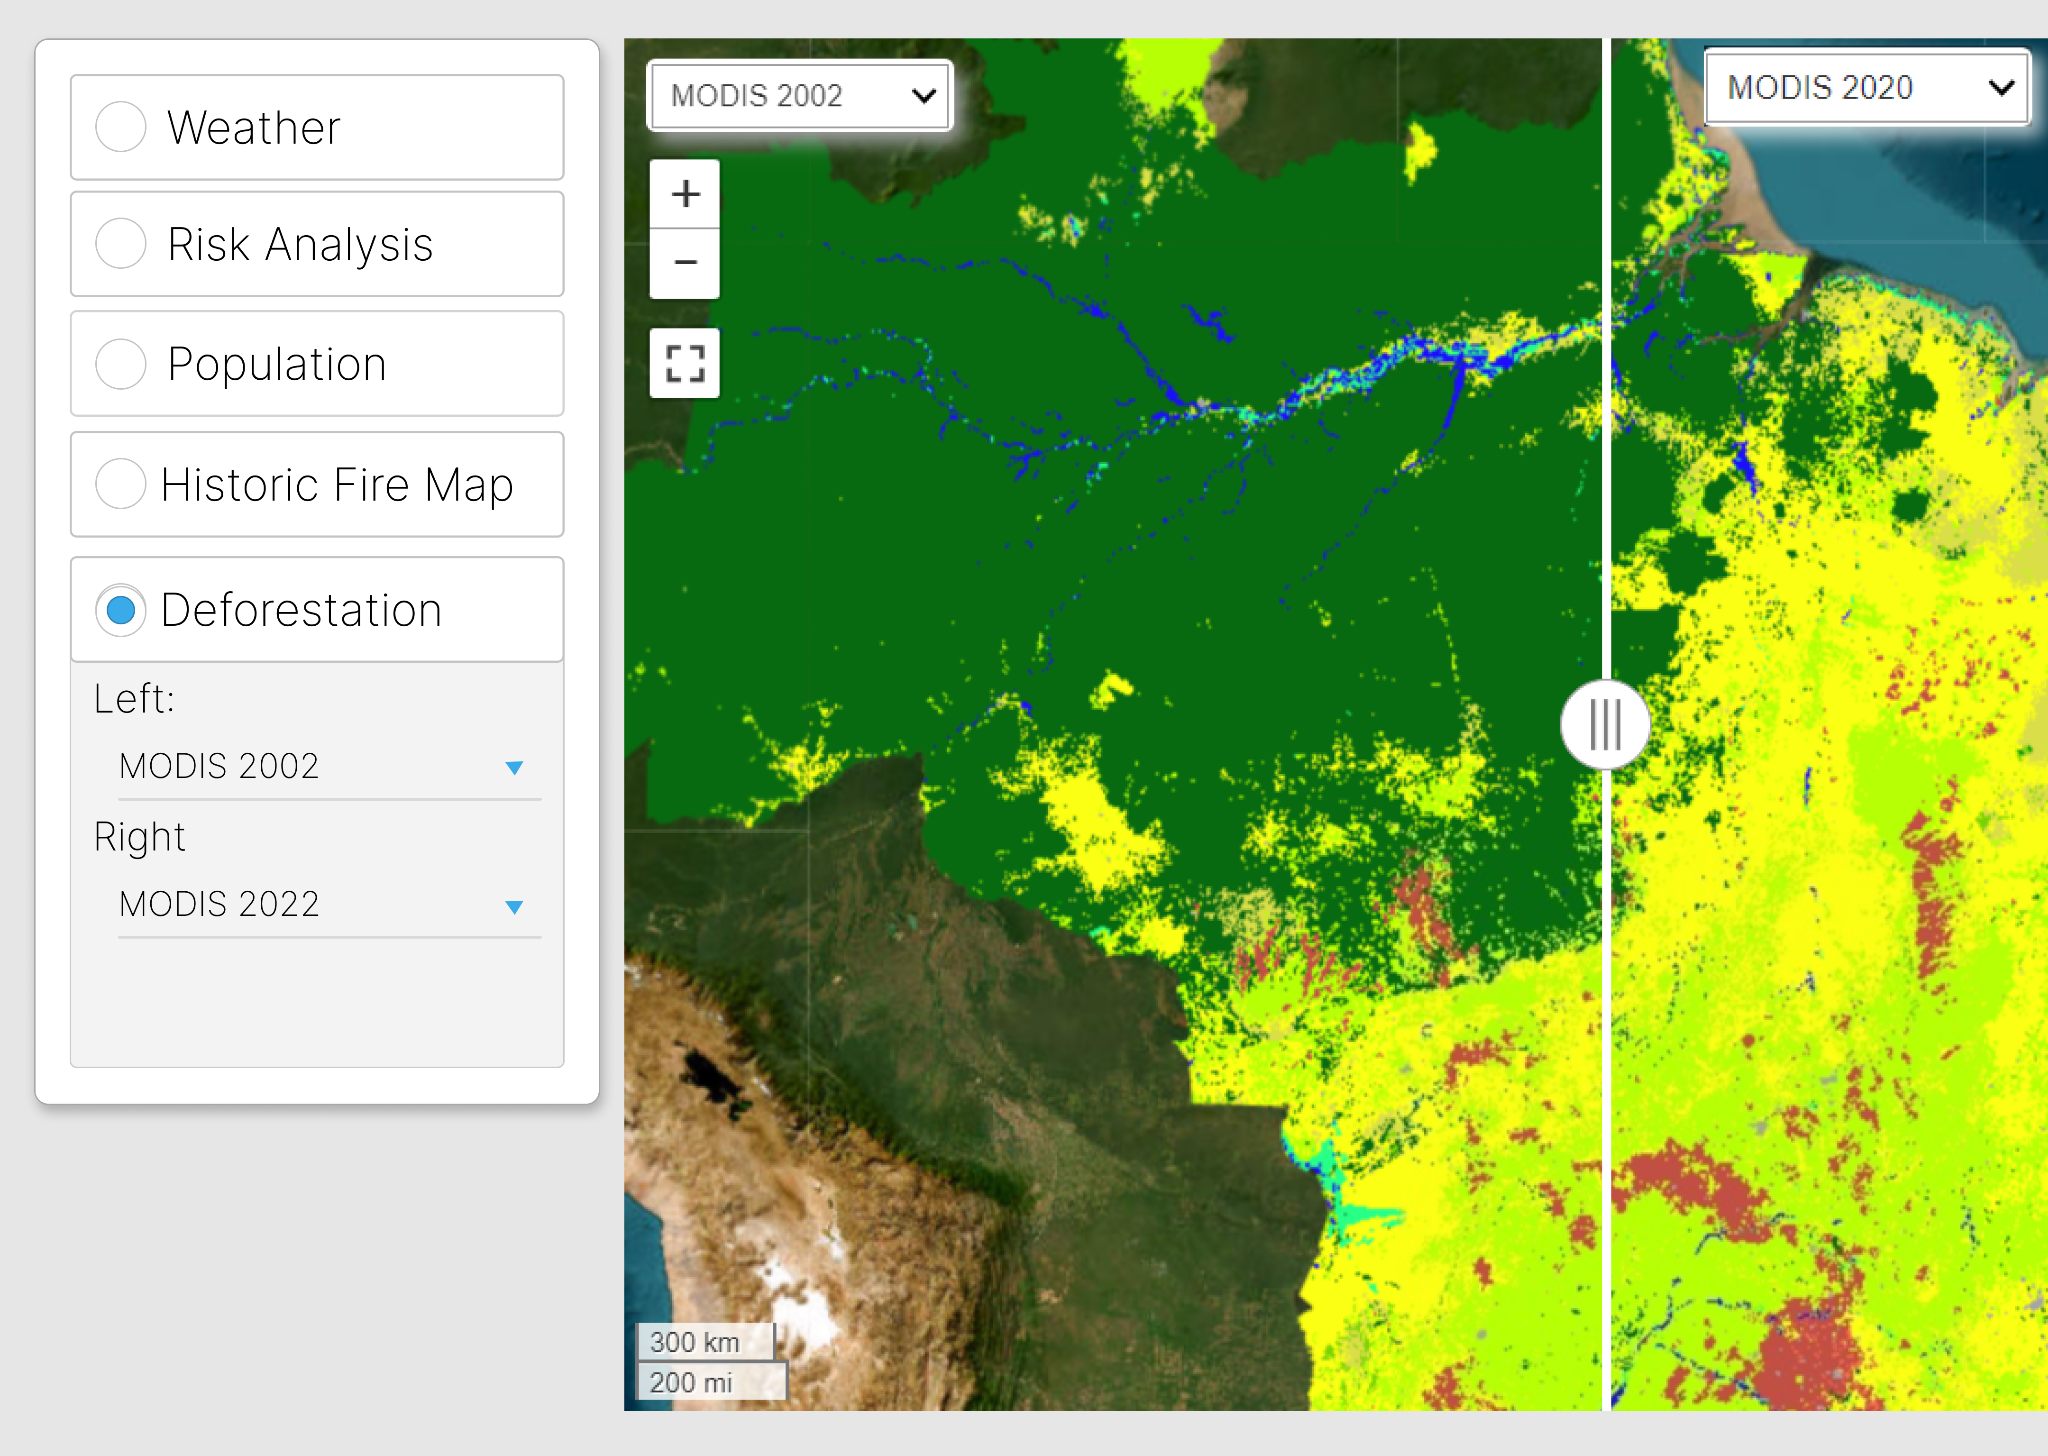 Weather
Risk Analysis
Population
Historic Fire Map
Deforestation
Left:
MODIS 2002
Right
MODIS 2022
MODIS 2002
+
−
300 km
200 mi
MODIS 2020